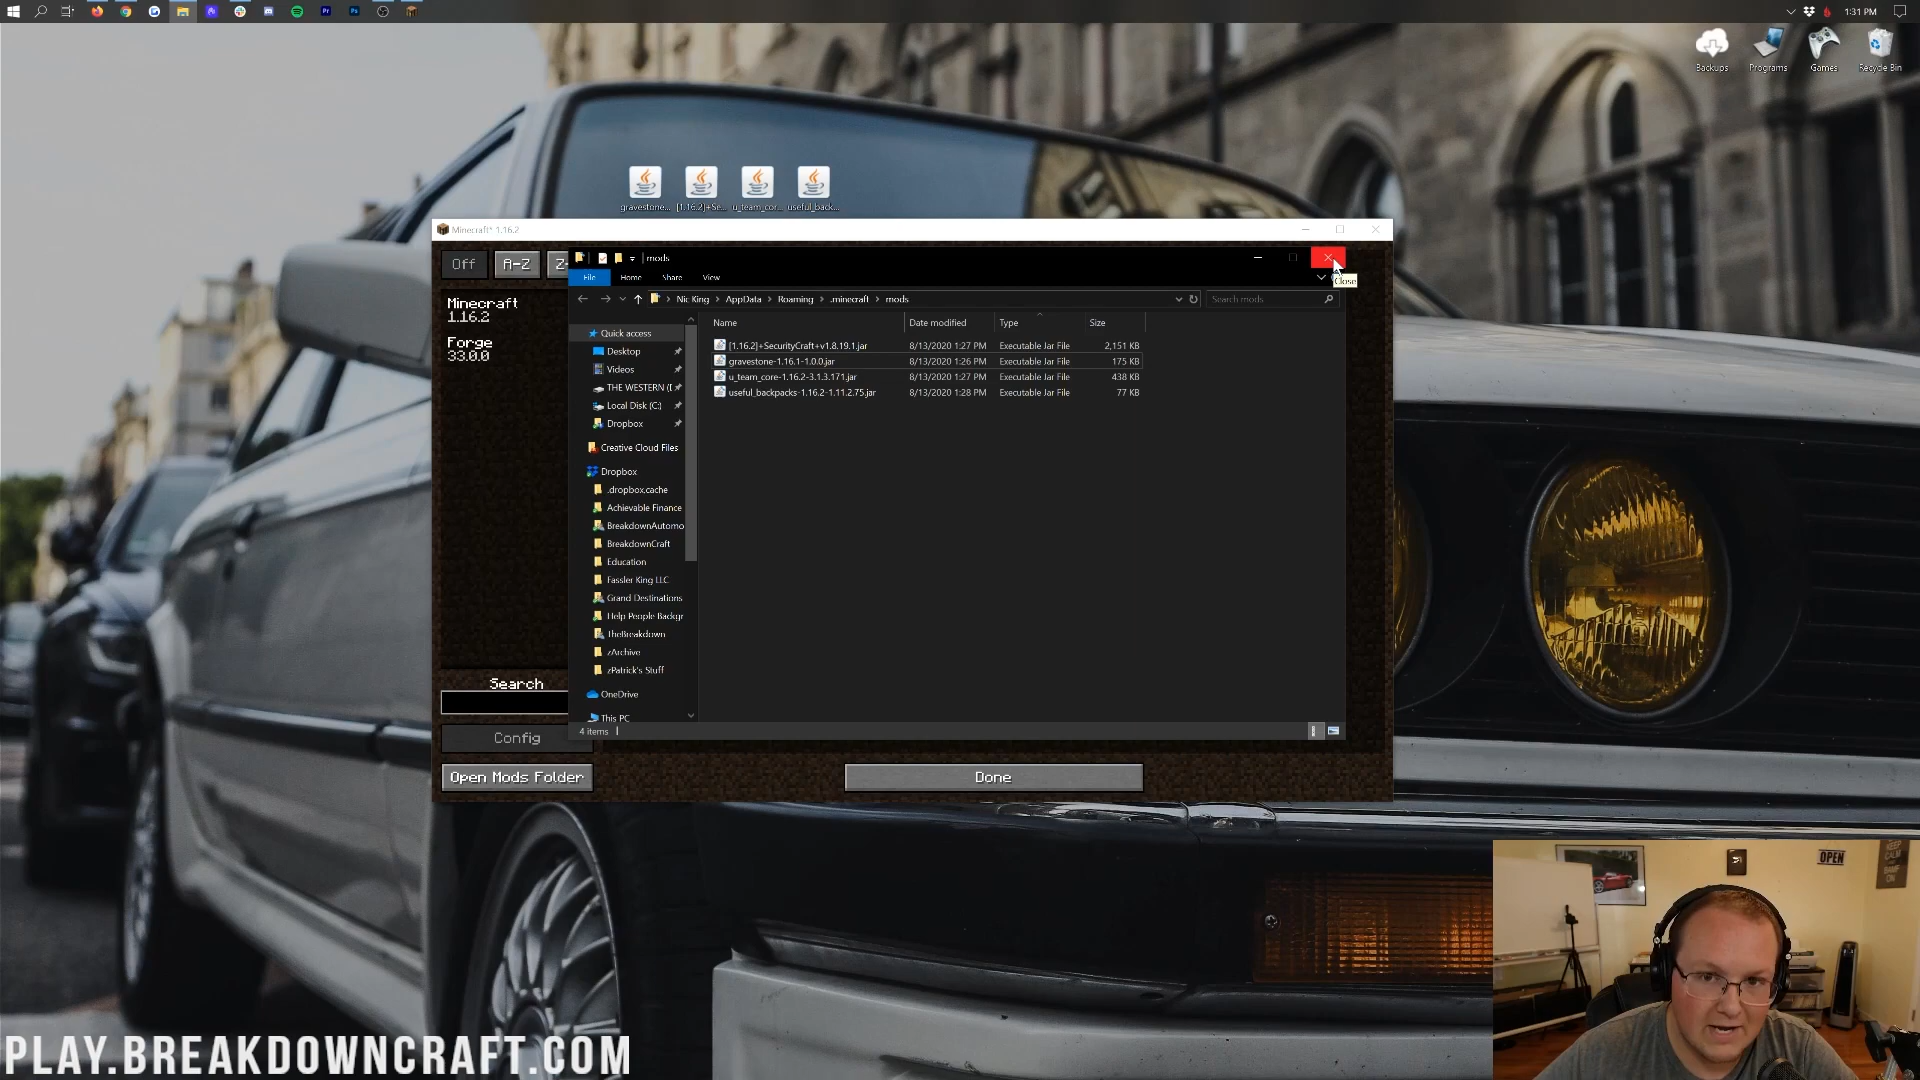 1:31 PM
Backups
Programs
Games
Recycle Bin
gravestone...
[1.16.2]+Se...
u_team_cor...
useful_back...
Minecraft* 1.16.2
Off
A-Z
Z-
Minecraft
1.16.2
Forge
33.0.0
Search
Config
Open Mods Folder
Done
mods
Close
File
Home
Share
View
Nic King
AppData
Roaming
.minecraft
mods
Search mods
Name
Date modified
Type
Size
[1.16.2]+SecurityCraft+v1.8.19.1.jar 8/13/2020 1:27 PM Executable Jar File 2,151 KB
gravestone-1.16.1-1.0.0.jar 8/13/2020 1:26 PM Executable Jar File 175 KB
u_team_core-1.16.2-3.1.3.171.jar 8/13/2020 1:27 PM Executable Jar File 438 KB
useful_backpacks-1.16.2-1.11.2.75.jar 8/13/2020 1:28 PM Executable Jar File 77 KB
Quick access
Desktop
Videos
THE WESTERN (I
Local Disk (C:)
Dropbox
Creative Cloud Files
Dropbox
.dropbox.cache
Achievable Finance
BreakdownAutomo
BreakdownCraft
Education
Fassler King LLC
Grand Destinations
Help People Backgr
TheBreakdown
zArchive
zPatrick's Stuff
OneDrive
This PC
4 items
OPEN
PLAY.BREAKDOWNCRAFT.COM